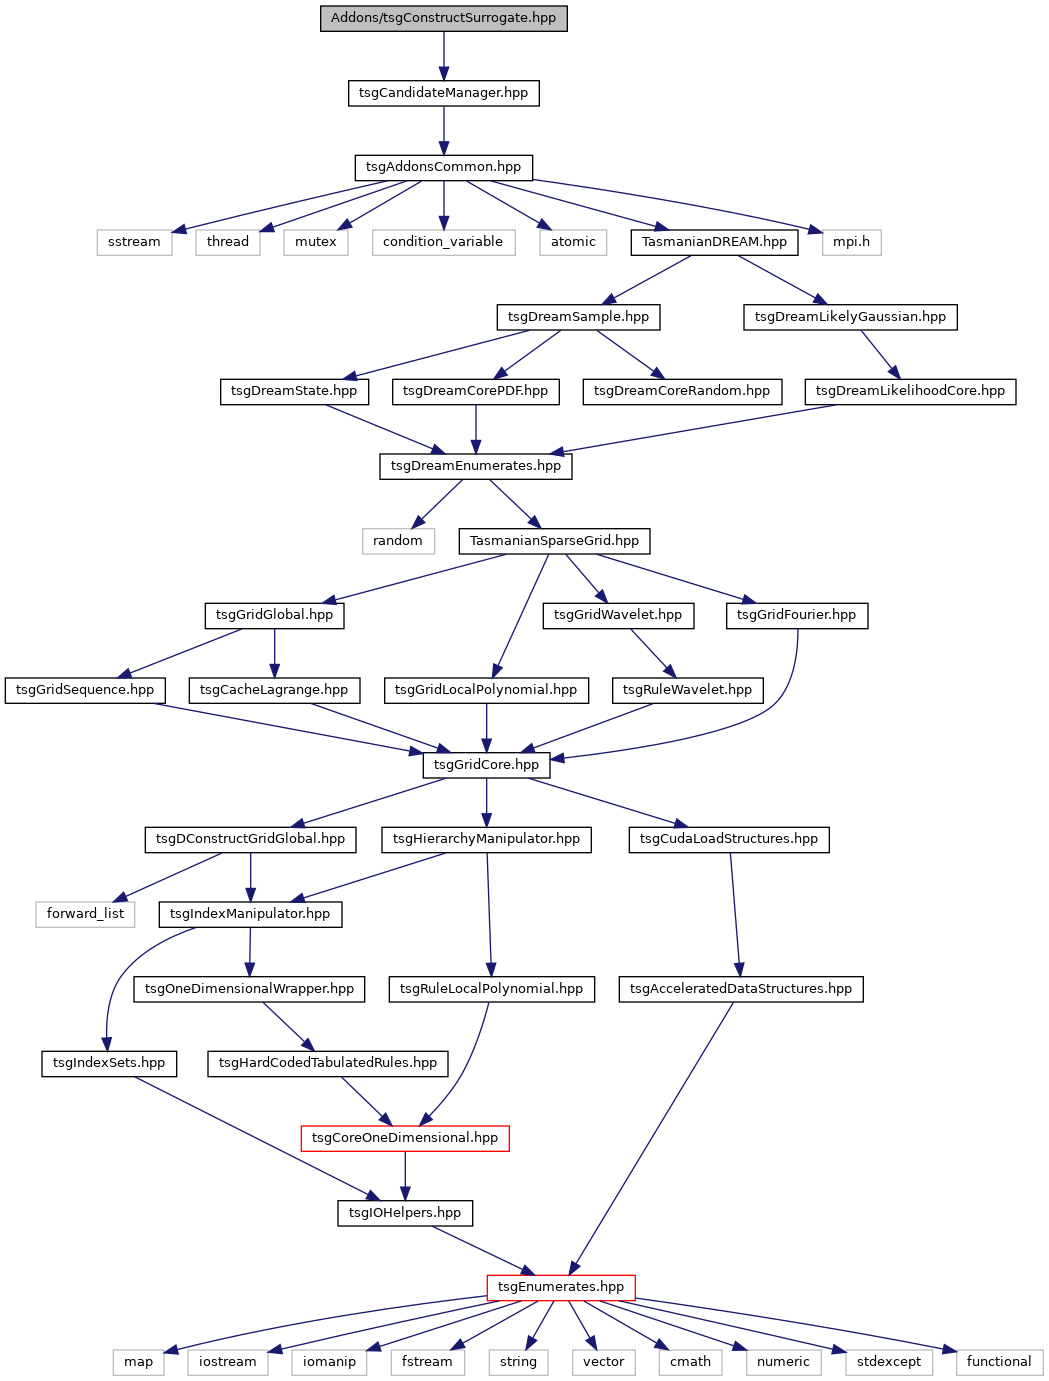 Addons/tsgConstructSurrogate.hpp
tsgCandidateManager.hpp
tsgAddonsCommon.hpp
sstream
thread
mutex
condition_variable
atomic
TasmanianDREAM.hpp
mpi.h
tsgDreamSample.hpp
tsgDreamLikelyGaussian.hpp
tsgDreamState.hpp
tsgDreamCorePDF.hpp
tsgDreamCoreRandom.hpp
tsgDreamLikelihoodCore.hpp
tsgDreamEnumerates.hpp
random
TasmanianSparseGrid.hpp
tsgGridGlobal.hpp
tsgGridWavelet.hpp
tsgGridFourier.hpp
tsgGridSequence.hpp
tsgCacheLagrange.hpp
tsgGridLocalPolynomial.hpp
tsgRuleWavelet.hpp
tsgGridCore.hpp
tsgDConstructGridGlobal.hpp
tsgHierarchyManipulator.hpp
tsgCudaLoadStructures.hpp
forward_list
tsgIndexManipulator.hpp
tsgOneDimensionalWrapper.hpp
tsgRuleLocalPolynomial.hpp
tsgAcceleratedDataStructures.hpp
tsgIndexSets.hpp
tsgHardCodedTabulatedRules.hpp
tsgCoreOneDimensional.hpp
tsgIOHelpers.hpp
tsgEnumerates.hpp
map
iostream
iomanip
fstream
string
vector
cmath
numeric
stdexcept
functional